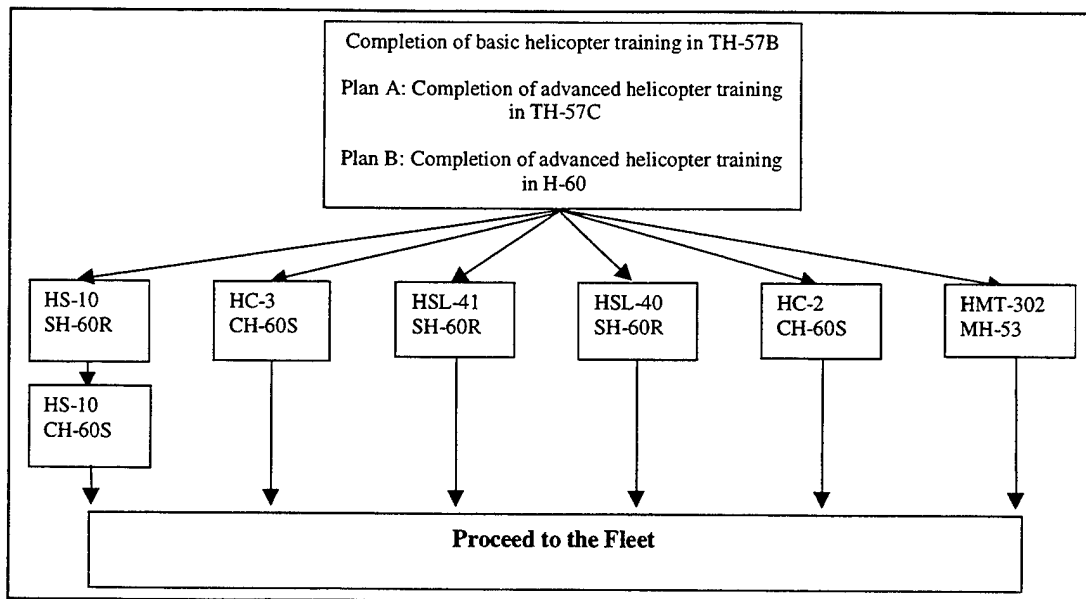 Completion of basic helicopter training in TH-57B
Plan A: Completion of advanced helicopter training
in TH-57C
Plan B: Completion of advanced helicopter training
in H-60
HS-10
SH-60R
HC-3
CH-60S
HSL-41
SH-60R
HSL-40
SH-60R
HC-2
CH-60S
HMT-302
MH-53
HS-10
CH-60S
Proceed to the Fleet